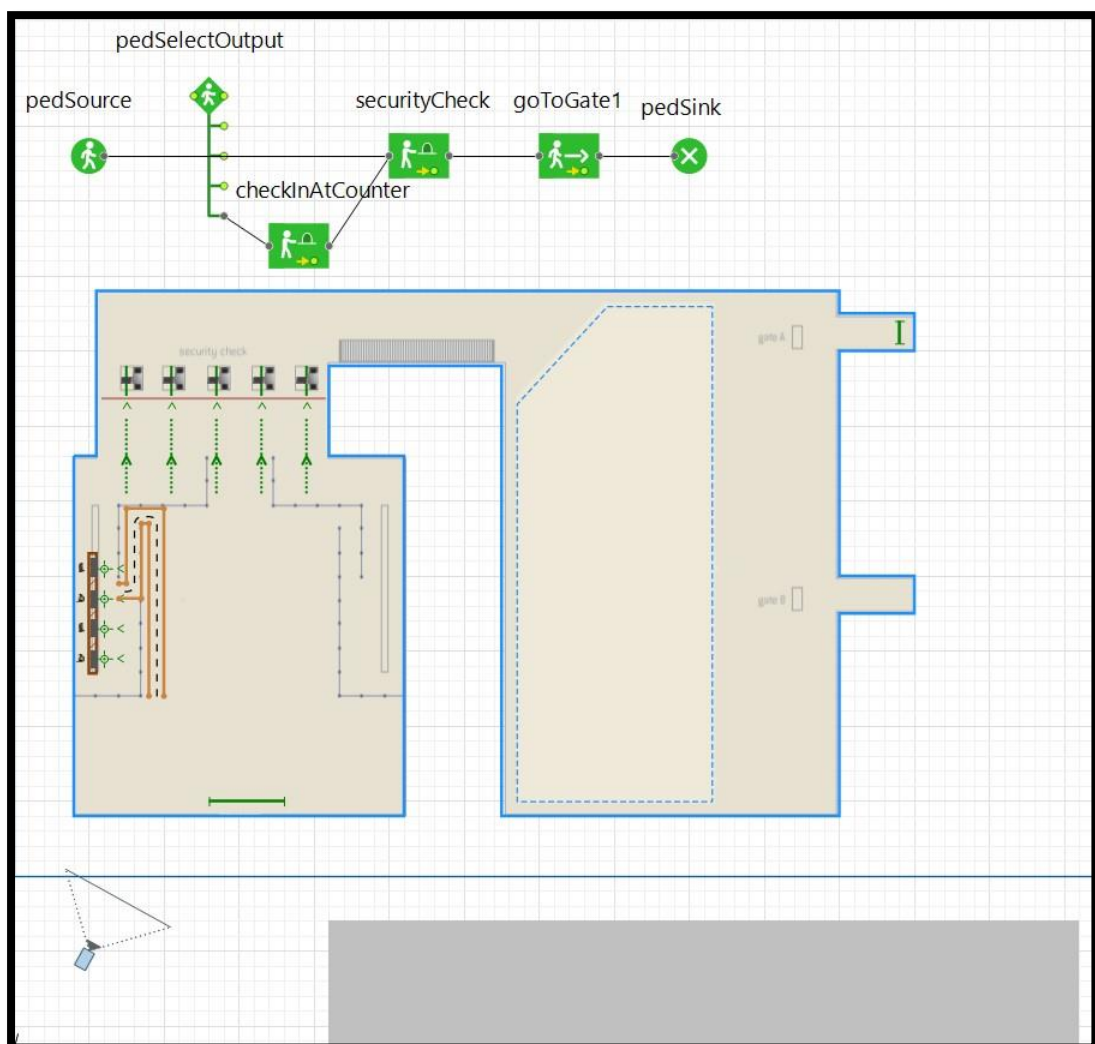 pedSelectOutput
pedSource
securityCheck
goToGate1
pedSink
checkInAtCounter
security check
gate A
gate B